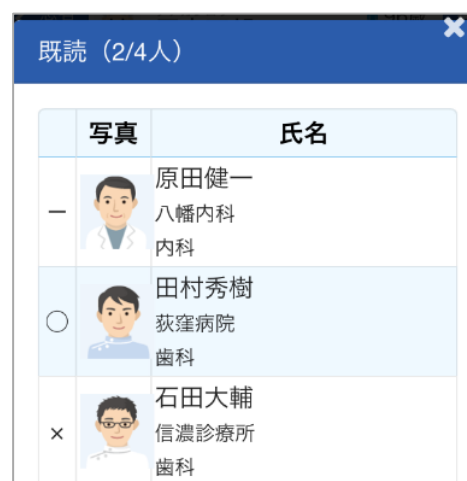 既読（2/4人）
写真 氏名
ー 原田健一
八幡内科
内科
〇 田村秀樹
荻窪病院
歯科
× 石田大輔
信濃診療所
歯科